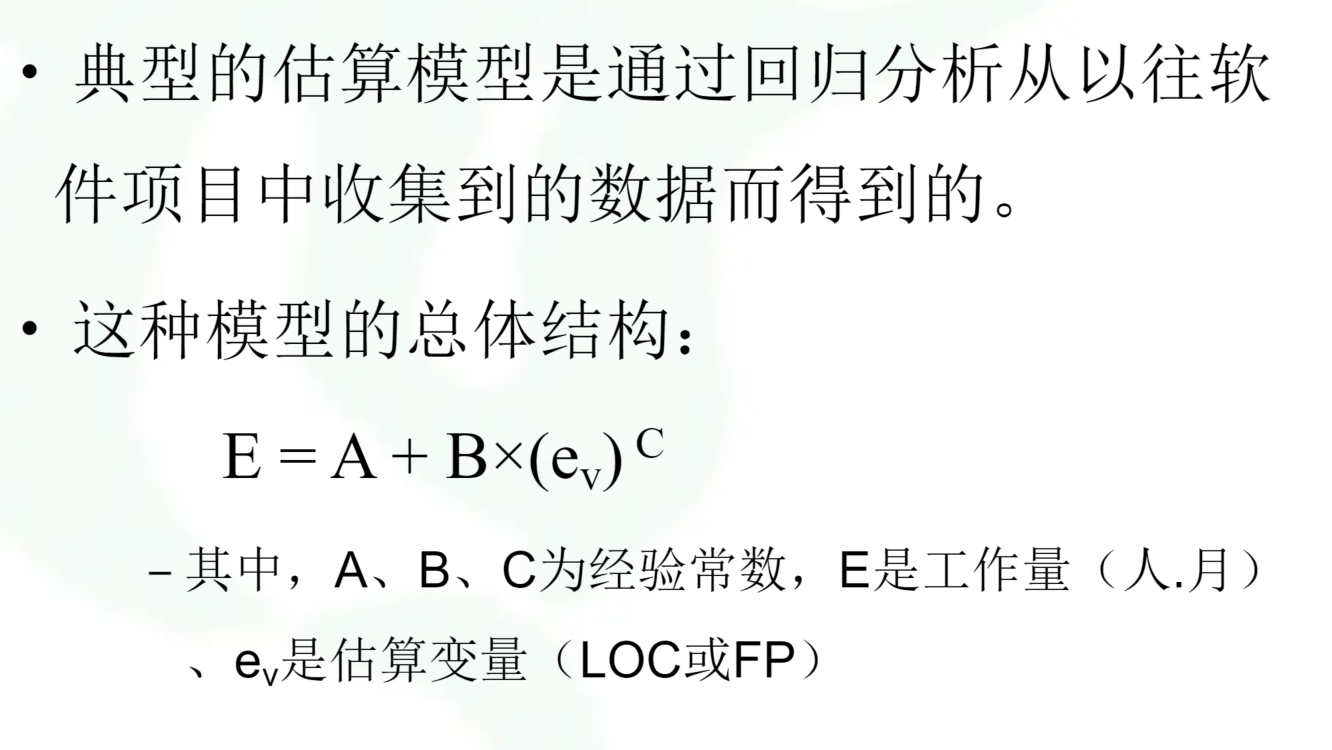 • 典型的估算模型是通过回归分析从以往软
件项目中收集到的数据而得到的。
• 这种模型的总体结构：
E = A + B×(eᵥ) ᶜ
– 其中，A、B、C为经验常数，E是工作量（人.月）
、eᵥ是估算变量（LOC或FP）